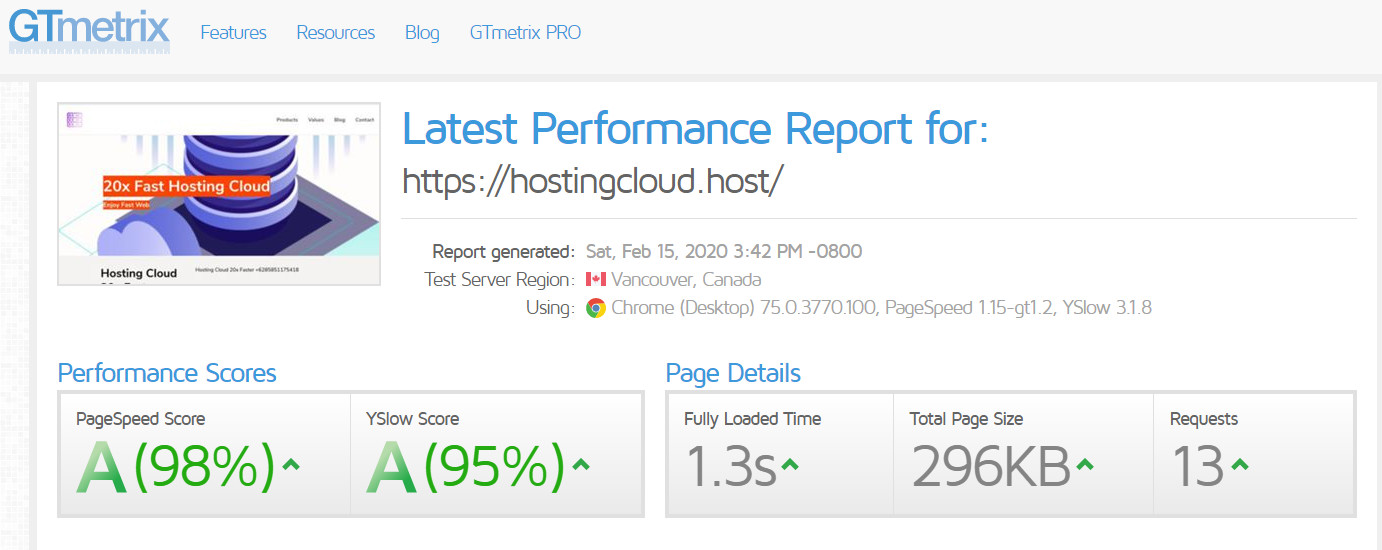 GTmetrix
Features Resources Blog GTmetrix PRO
Products Values Blog Contact
20x Fast Hosting Cloud
Enjoy Fast Web
Hosting Cloud
Hosting Cloud 20x Faster +6285851175418
Latest Performance Report for:
https://hostingcloud.host/
Report generated: Sat, Feb 15, 2020 3:42 PM -0800
Test Server Region: Vancouver, Canada
Using: Chrome (Desktop) 75.0.3770.100, PageSpeed 1.15-gt1.2, YSlow 3.1.8
Performance Scores
PageSpeed Score
A (98%)
YSlow Score
A (95%)
Page Details
Fully Loaded Time
1.3s
Total Page Size
296KB
Requests
13